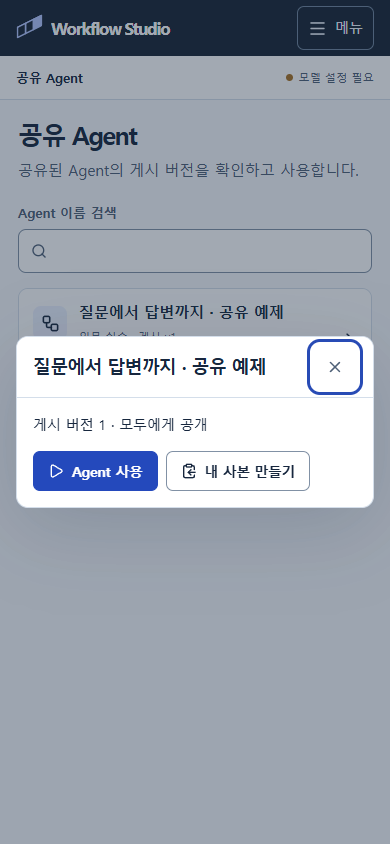 Workflow Studio
메뉴
공유 Agent
모델 설정 필요
공유 Agent
공유된 Agent의 게시 버전을 확인하고 사용합니다.
Agent 이름 검색
질문에서 답변까지 · 공유 예제
질문에서 답변까지 · 공유 예제
게시 버전 1 · 모두에게 공개
Agent 사용
내 사본 만들기